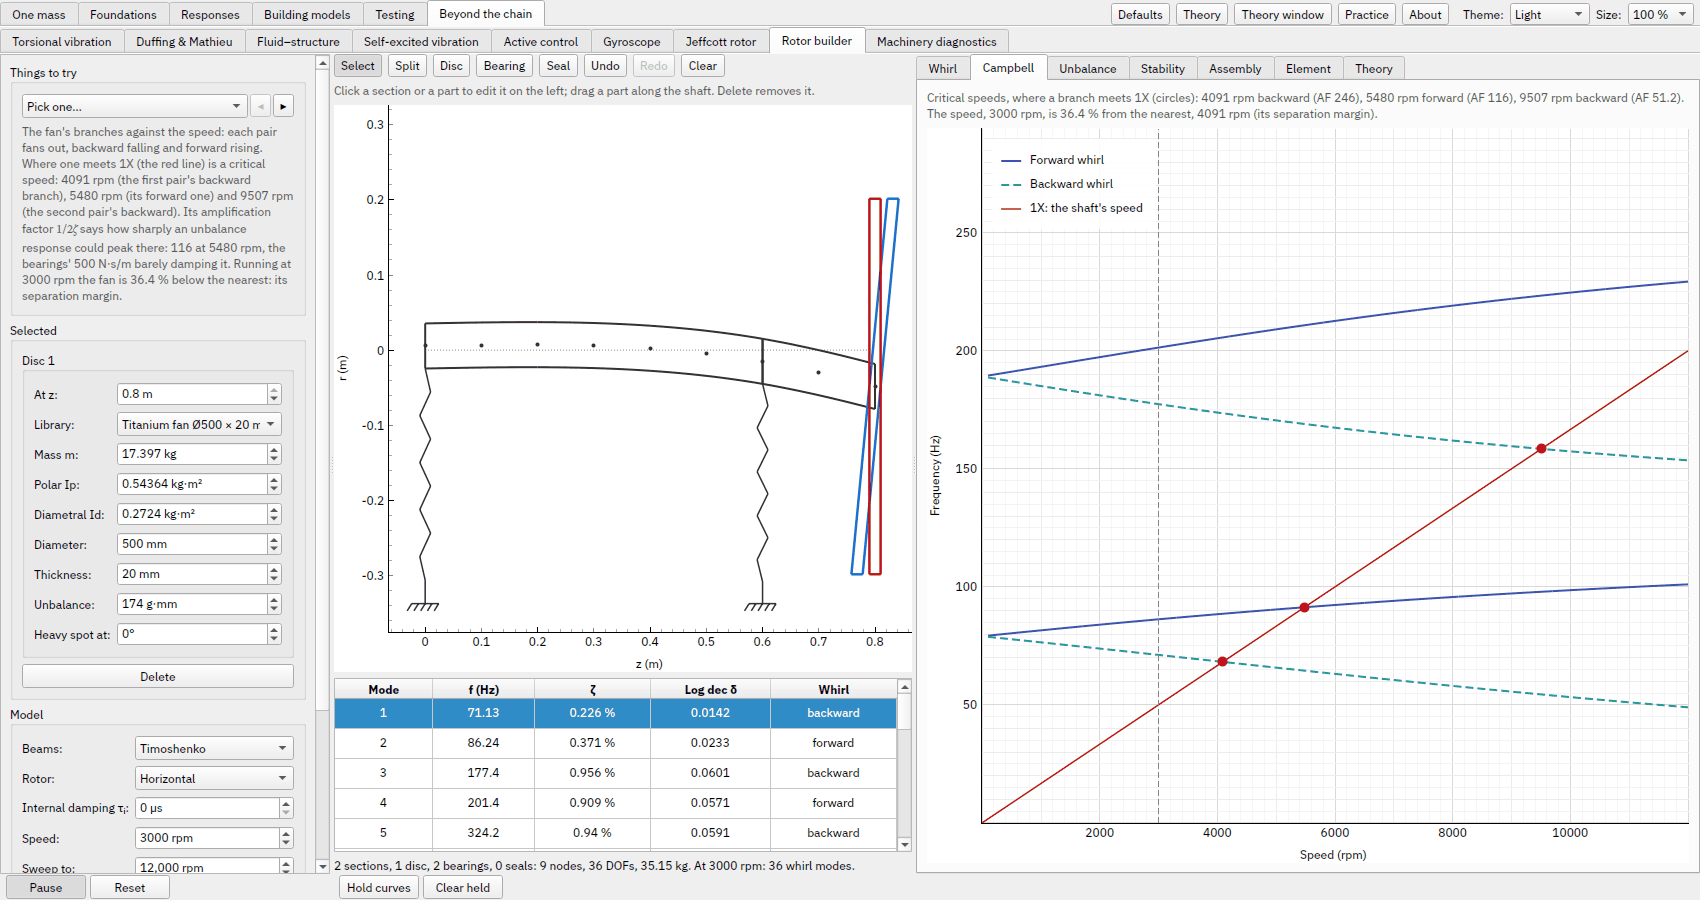 One mass
Foundations
Responses
Building models
Testing
Beyond the chain
Defaults
Theory
Theory window
Practice
About
Theme:
Light
Size:
100 %
Torsional vibration
Duffing & Mathieu
Fluid–structure
Self-excited vibration
Active control
Gyroscope
Jeffcott rotor
Rotor builder
Machinery diagnostics
Things to try
Pick one...
The fan's branches against the speed: each pair
fans out, backward falling and forward rising.
Where one meets 1X (the red line) is a critical
speed: 4091 rpm (the first pair's backward
branch), 5480 rpm (its forward one) and 9507 rpm
(the second pair's backward). Its amplification
factor 1/2ζ says how sharply an unbalance
response could peak there: 116 at 5480 rpm, the
bearings' 500 N·s/m barely damping it. Running at
3000 rpm the fan is 36.4 % below the nearest: its
separation margin.
Selected
Disc 1
At z:
0.8 m
Library:
Titanium fan Ø500 × 20 m
Mass m:
17.397 kg
Polar Ip:
0.54364 kg·m²
Diametral Id:
0.2724 kg·m²
Diameter:
500 mm
Thickness:
20 mm
Unbalance:
174 g·mm
Heavy spot at:
0°
Delete
Model
Beams:
Timoshenko
Rotor:
Horizontal
Internal damping τᵢ:
0 µs
Speed:
3000 rpm
Sweep to:
12,000 rpm
Pause
Reset
Select
Split
Disc
Bearing
Seal
Undo
Redo
Clear
Click a section or a part to edit it on the left; drag a part along the shaft. Delete removes it.
0.3
0.2
0.1
0
-0.1
-0.2
-0.3
r (m)
0
0.1
0.2
0.3
0.4
0.5
0.6
0.7
0.8
z (m)
Mode f (Hz) ζ Log dec δ Whirl
1 71.13 0.226 % 0.0142 backward
2 86.24 0.371 % 0.0233 forward
3 177.4 0.956 % 0.0601 backward
4 201.4 0.909 % 0.0571 forward
5 324.2 0.94 % 0.0591 backward
2 sections, 1 disc, 2 bearings, 0 seals: 9 nodes, 36 DOFs, 35.15 kg. At 3000 rpm: 36 whirl modes.
Hold curves
Clear held
Whirl
Campbell
Unbalance
Stability
Assembly
Element
Theory
Critical speeds, where a branch meets 1X (circles): 4091 rpm backward (AF 246), 5480 rpm forward (AF 116), 9507 rpm backward (AF 51.2).
The speed, 3000 rpm, is 36.4 % from the nearest, 4091 rpm (its separation margin).
Forward whirl
Backward whirl
1X: the shaft's speed
250
200
150
100
50
Frequency (Hz)
2000
4000
6000
8000
10000
Speed (rpm)